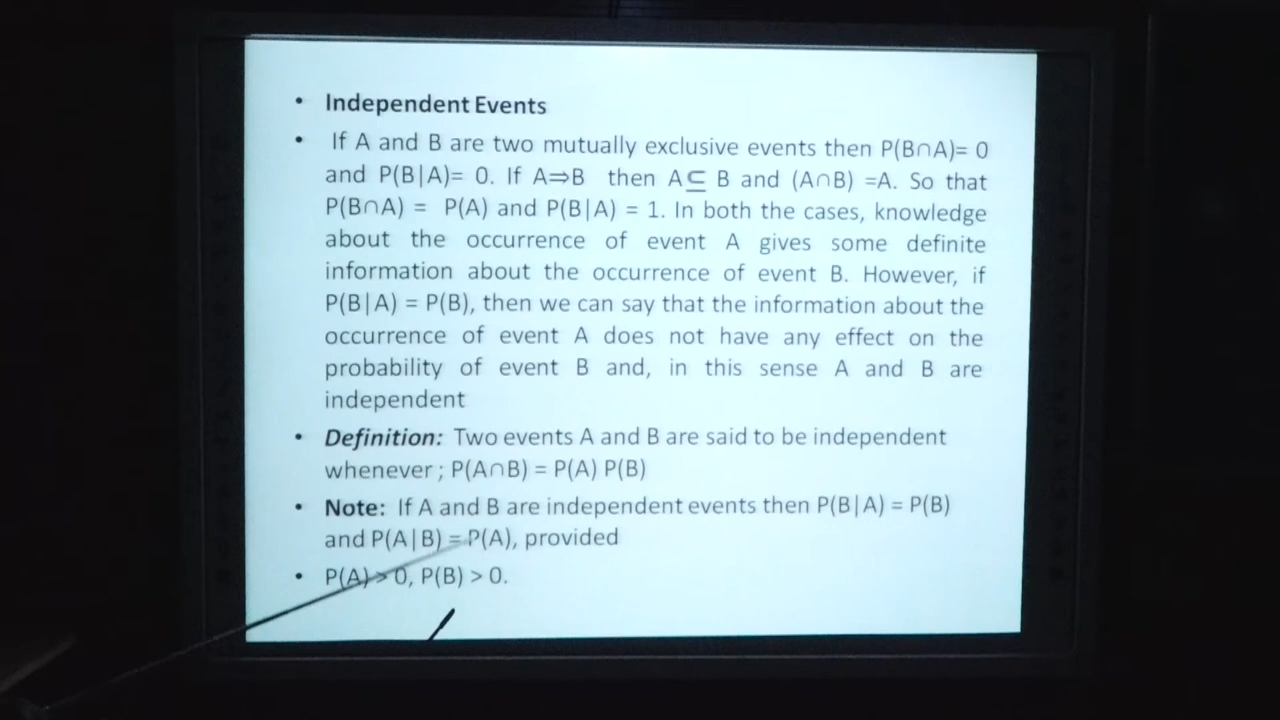 • Independent Events
• If A and B are two mutually exclusive events then P(B∩A)= 0
and P(B|A)= 0. If A⇒B then A⊆ B and (A∩B) =A. So that
P(B∩A) = P(A) and P(B|A) = 1. In both the cases, knowledge
about the occurrence of event A gives some definite
information about the occurrence of event B. However, if
P(B|A) = P(B), then we can say that the information about the
occurrence of event A does not have any effect on the
probability of event B and, in this sense A and B are
independent
• Definition: Two events A and B are said to be independent
whenever ; P(A∩B) = P(A) P(B)
• Note: If A and B are independent events then P(B|A) = P(B)
and P(A|B) = P(A), provided
• P(A) > 0, P(B) > 0.